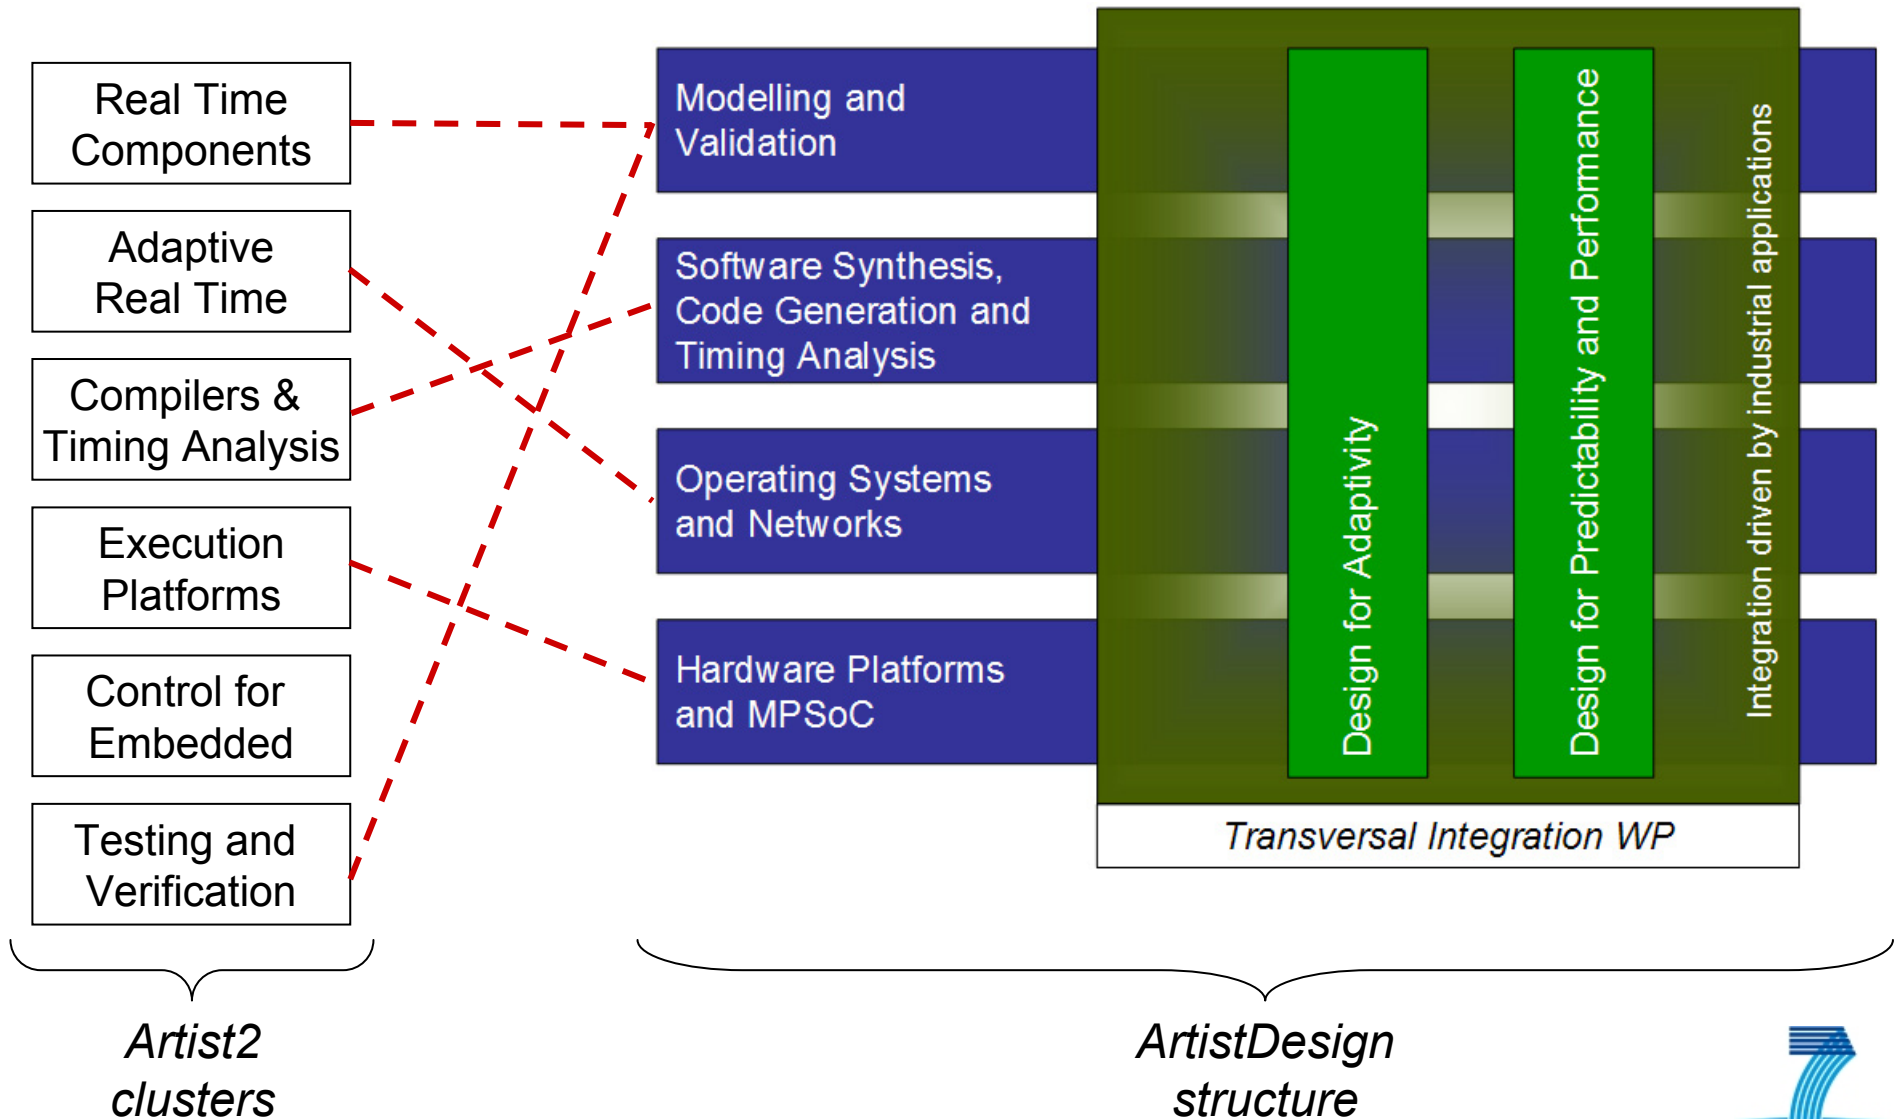 Real Time
Components
Adaptive
Real Time
Compilers &
Timing Analysis
Execution
Platforms
Control for
Embedded
Testing and
Verification
Artist2
clusters
Modelling and
Validation
Software Synthesis,
Code Generation and
Timing Analysis
Operating Systems
and Networks
Hardware Platforms
and MPSoC
Design for Adaptivity
Design for Predictability and Performance
Integration driven by industrial applications
Transversal Integration WP
ArtistDesign
structure